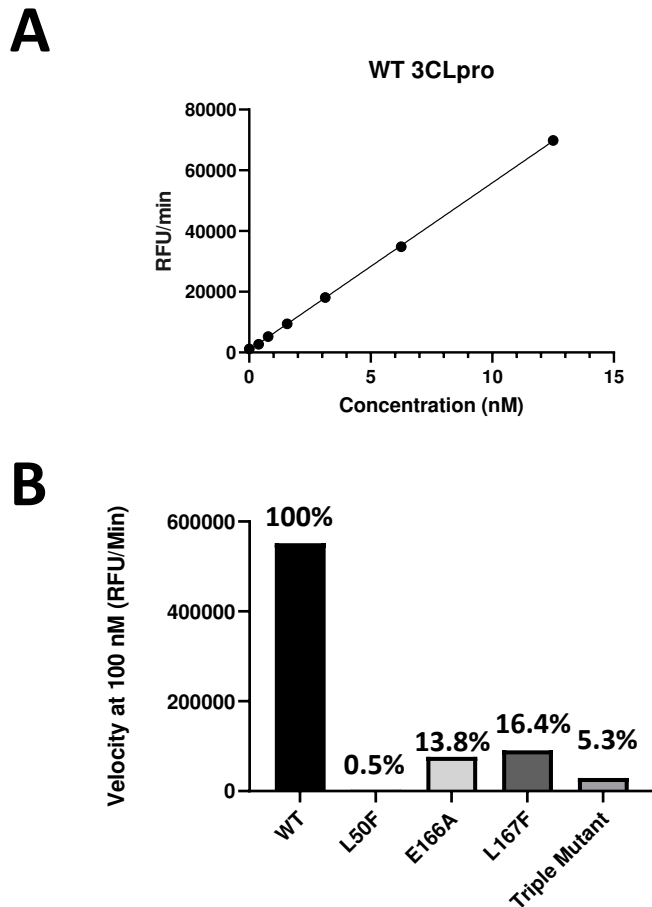 A
WT 3CLpro
RFU/min
80000
60000
40000
20000
0
0 5 10 15
Concentration (nM)
B
Velocity at 100 nM (RFU/Min)
600000
400000
200000
0
100%
0.5%
13.8%
16.4%
5.3%
WT
L50F
E166A
L167F
Triple Mutant